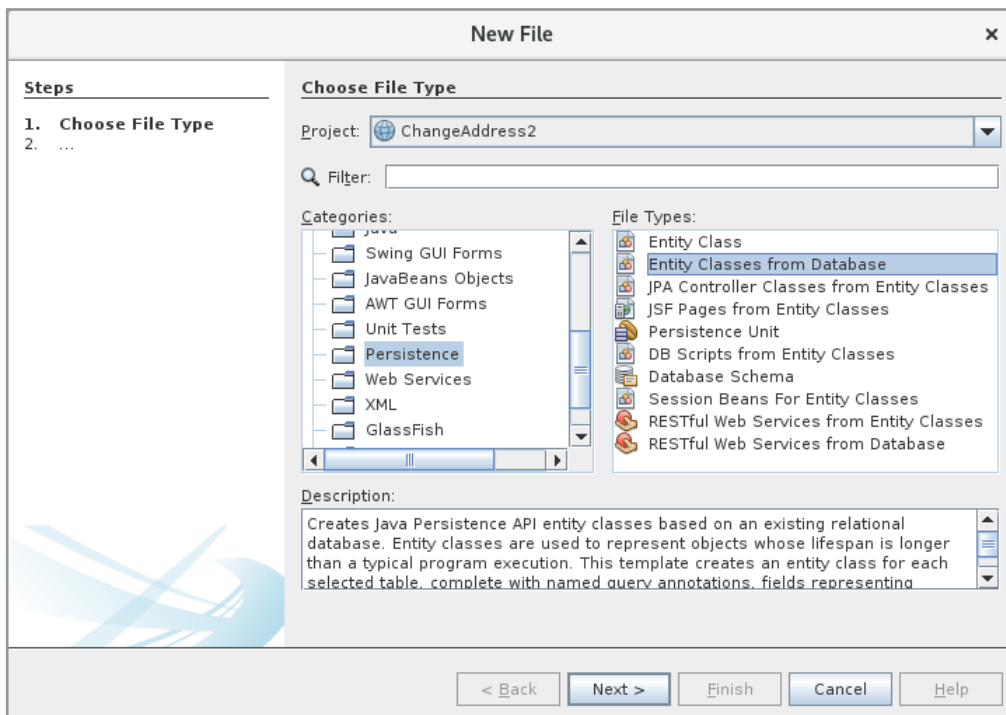 New File
Steps
1. Choose File Type
2. ...
Choose File Type
Project: ChangeAddress2
Filter:
Categories:
Java
Swing GUI Forms
JavaBeans Objects
AWT GUI Forms
Unit Tests
Persistence
Web Services
XML
GlassFish
File Types:
Entity Class
Entity Classes from Database
JPA Controller Classes from Entity Classes
JSF Pages from Entity Classes
Persistence Unit
DB Scripts from Entity Classes
Database Schema
Session Beans For Entity Classes
RESTful Web Services from Entity Classes
RESTful Web Services from Database
Description:
Creates Java Persistence API entity classes based on an existing relational
database. Entity classes are used to represent objects whose lifespan is longer
than a typical program execution. This template creates an entity class for each
selected table, complete with named query annotations, fields representing
< Back
Next >
Finish
Cancel
Help